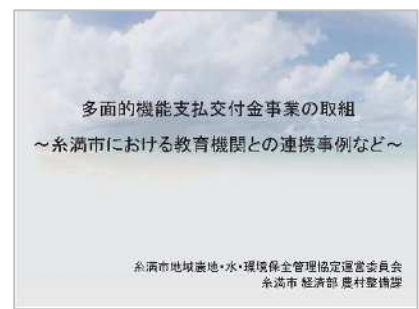 多面的機能支払交付金事業の取組
～糸満市における教育機関との連携事例など～
糸満市地域農地・水・環境保全管理協定運営委員会
糸満市 経済部 農村整備課